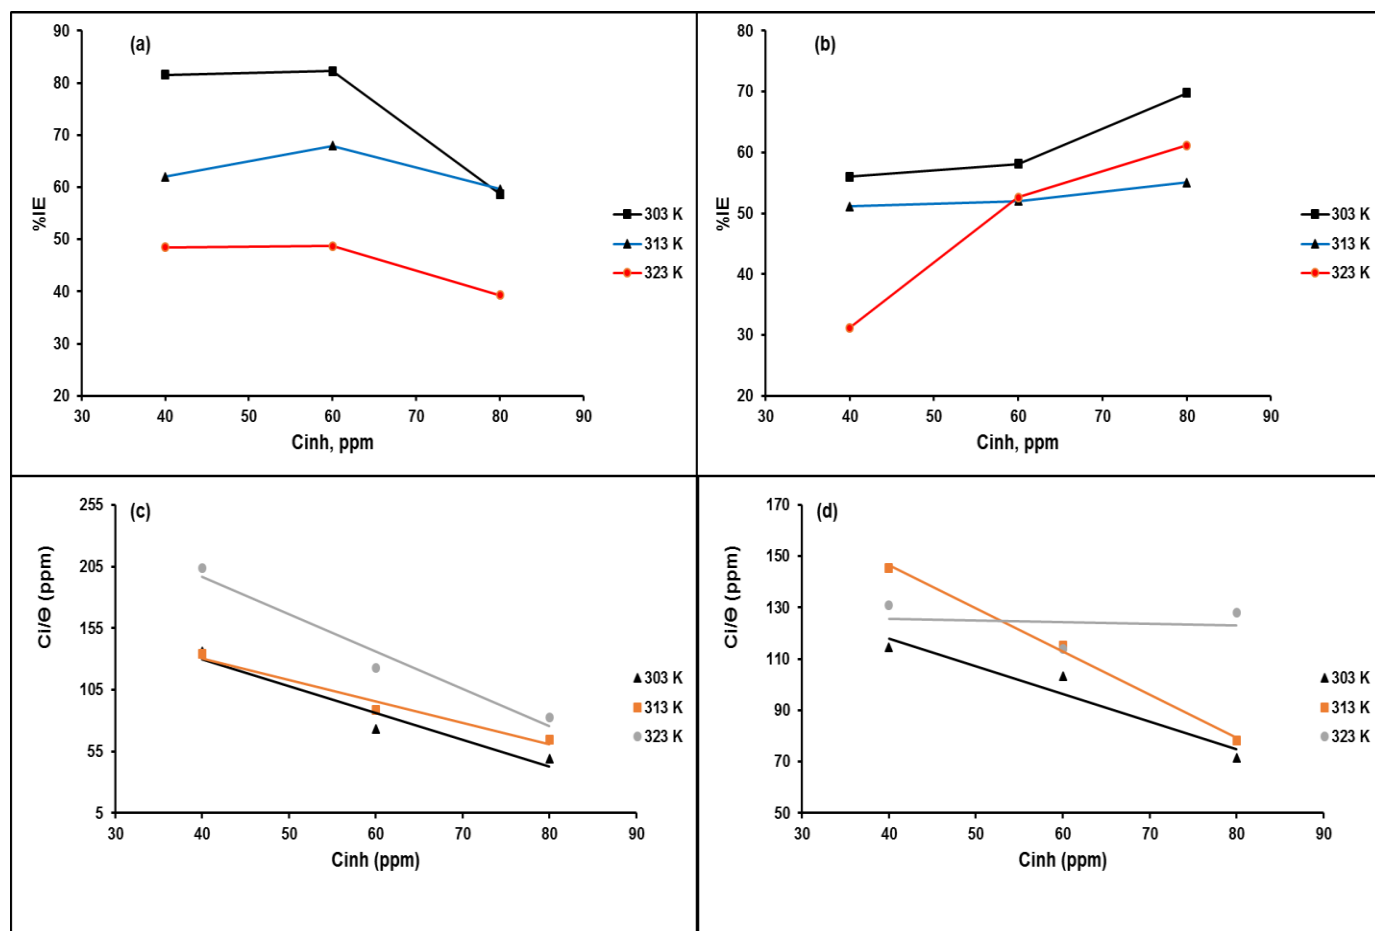 (a)
%IE
90
80
70
60
50
40
30
20
30 40 50 60 70 80 90
Cinh, ppm
303 K
313 K
323 K
(b)
%IE
80
70
60
50
40
30
20
30 40 50 60 70 80 90
Cinh, ppm
303 K
313 K
323 K
(c)
Ci/Θ (ppm)
255
205
155
105
55
5
30 40 50 60 70 80 90
Cinh (ppm)
303 K
313 K
323 K
(d)
Ci/Θ (ppm)
170
150
130
110
90
70
50
30 40 50 60 70 80 90
Cinh (ppm)
303 K
313 K
323 K